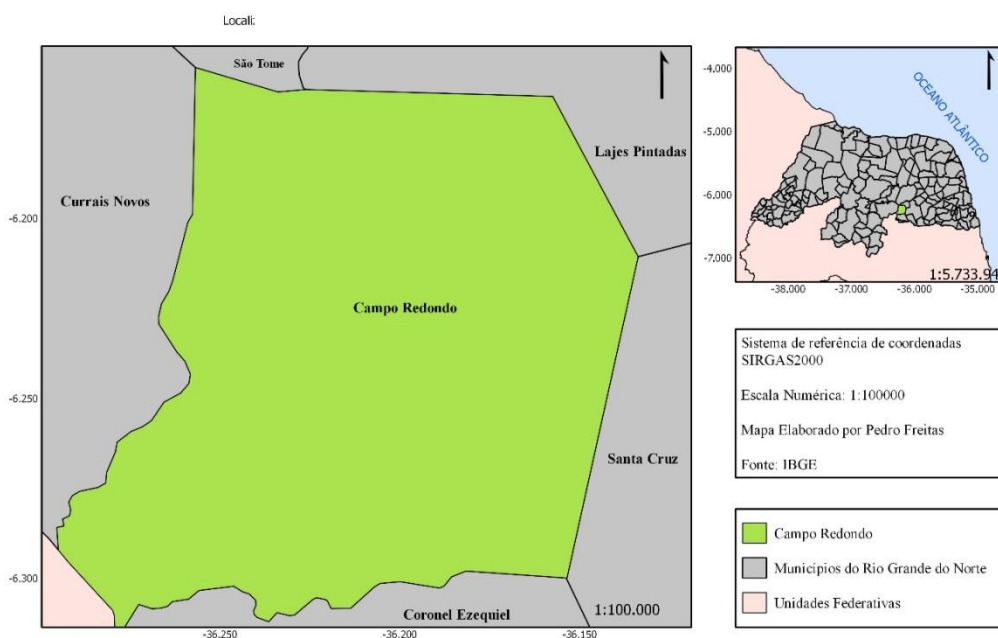 Locali:
São Tome
Lajes Pintadas
Currais Novos
Campo Redondo
Santa Cruz
Coronel Ezequiel
1:100.000
-6.200
-6.250
-6.300
-36.250
-36.200
-36.150
OCEANO ATLÂNTICO
-4.000
-5.000
-6.000
-7.000
1:5.733.94
-38.000
-37.000
-36.000
-35.000
Sistema de referência de coordenadas
SIRGAS2000
Escala Numérica: 1:100000
Mapa Elaborado por Pedro Freitas
Fonte: IBGE
Campo Redondo
Municípios do Rio Grande do Norte
Unidades Federativas